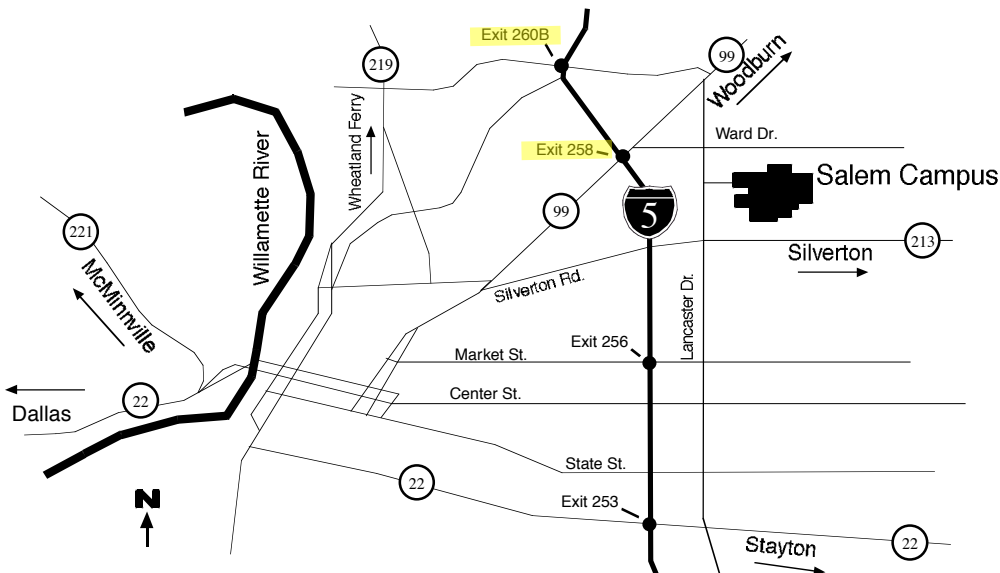 Exit 260B
99
Woodburn
219
Wheatland Ferry
Ward Dr.
Exit 258
Salem Campus
Willamette River
99
5
221
McMinnville
213
Silverton
Silverton Rd.
Lancaster Dr.
Exit 256
Market St.
Center St.
22
Dallas
State St.
22
Exit 253
N
22
Stayton